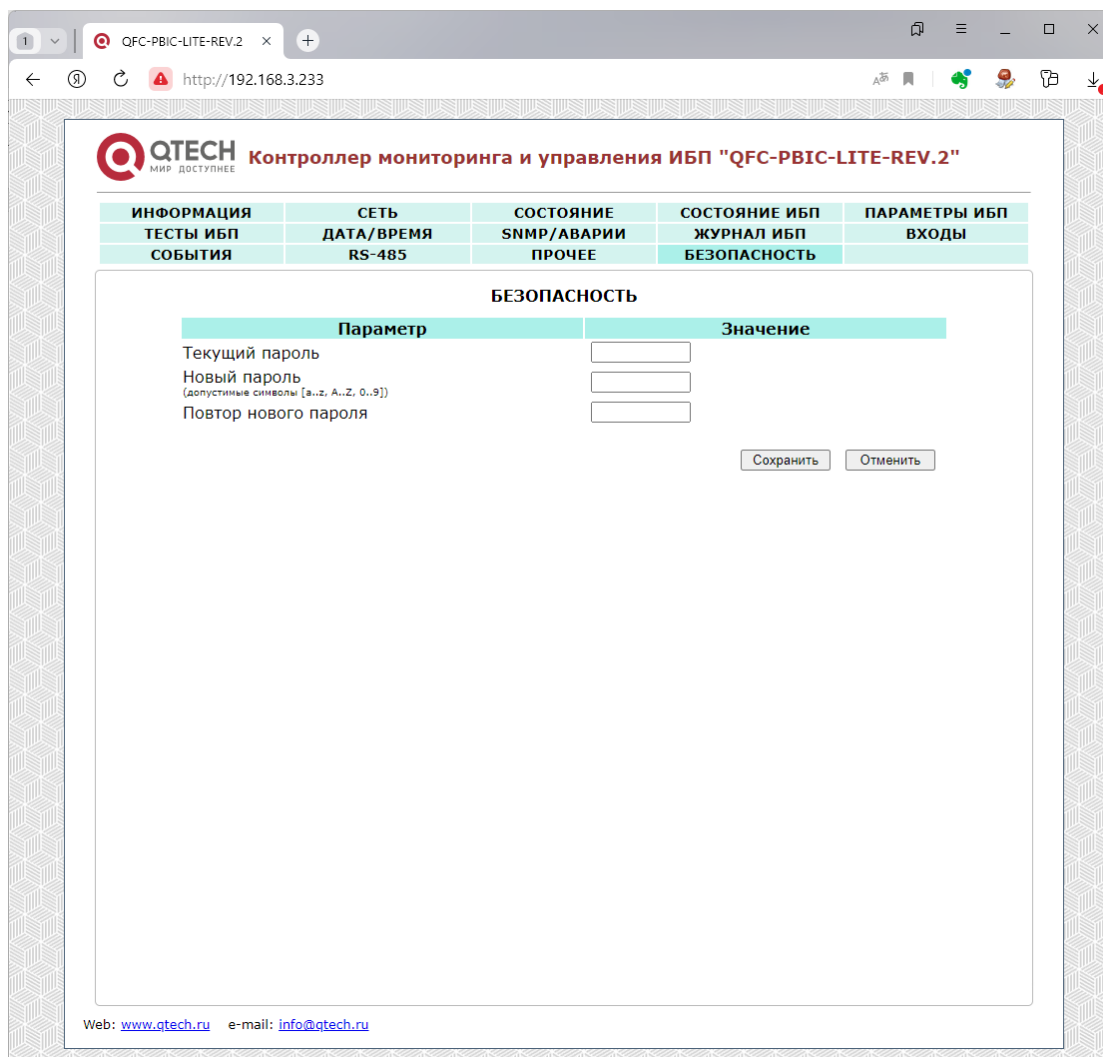 1
QFC-PBIC-LITE-REV.2
http://192.168.3.233
QTECH
МИР ДОСТУПНЕЕ
Контроллер мониторинга и управления ИБП "QFC-PBIC-LITE-REV.2"
ИНФОРМАЦИЯ СЕТЬ СОСТОЯНИЕ СОСТОЯНИЕ ИБП ПАРАМЕТРЫ ИБП
ТЕСТЫ ИБП ДАТА/ВРЕМЯ SNMP/АВАРИИ ЖУРНАЛ ИБП ВХОДЫ
СОБЫТИЯ RS-485 ПРОЧЕЕ БЕЗОПАСНОСТЬ
БЕЗОПАСНОСТЬ
Параметр Значение
Текущий пароль
Новый пароль
(допустимые символы [a..z, A..Z, 0..9])
Повтор нового пароля
Сохранить Отменить
Web: www.qtech.ru e-mail: info@qtech.ru